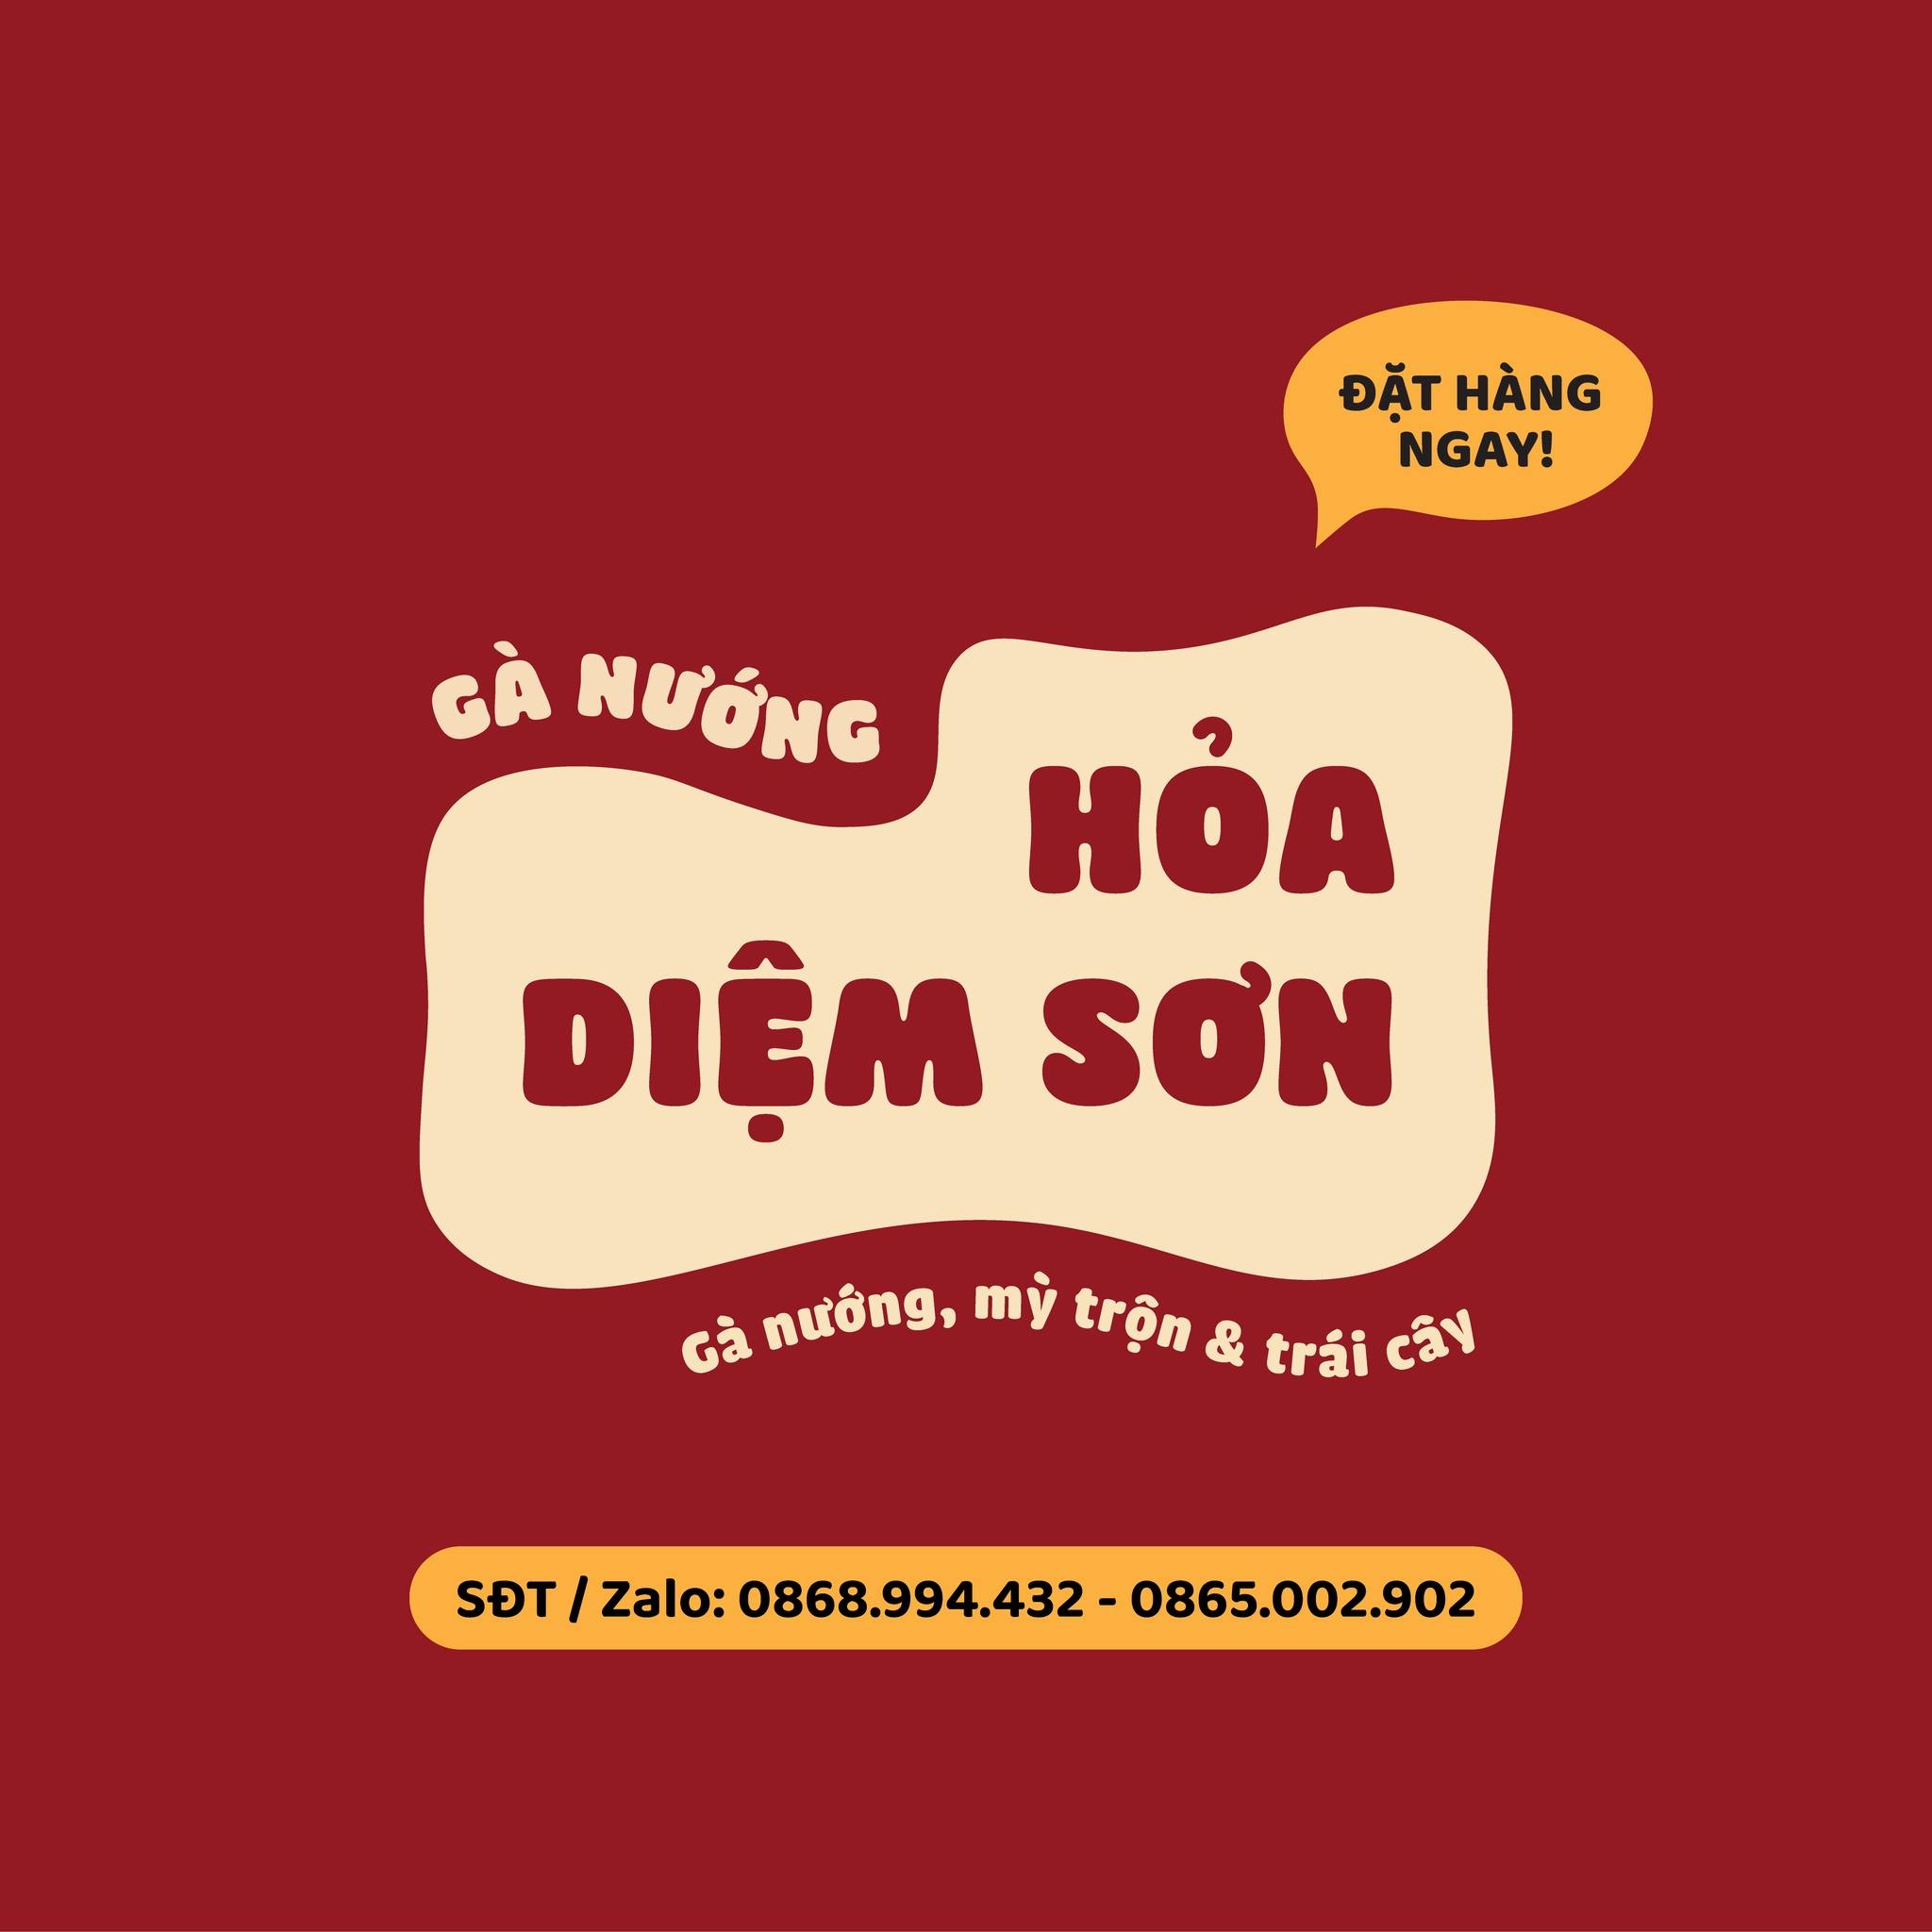 ĐẶT HÀNG
NGAY!
GÀ NƯỚNG
HỎA
DIỆM SƠN
Gà nướng, mỳ trộn & trái cây
SĐT / Zalo: 0868.994.432 - 0865.002.902